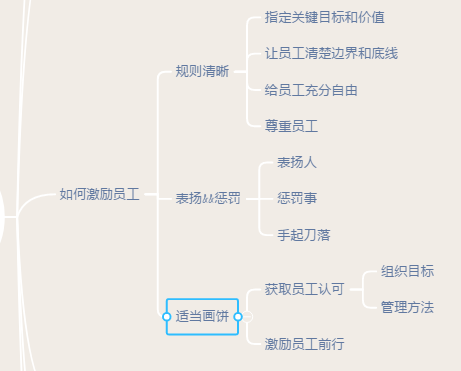 如何激励员工
规则清晰
指定关键目标和价值
让员工清楚边界和底线
给员工充分自由
尊重员工
表扬&&惩罚
表扬人
惩罚事
手起刀落
适当画饼
获取员工认可
组织目标
管理方法
激励员工前行